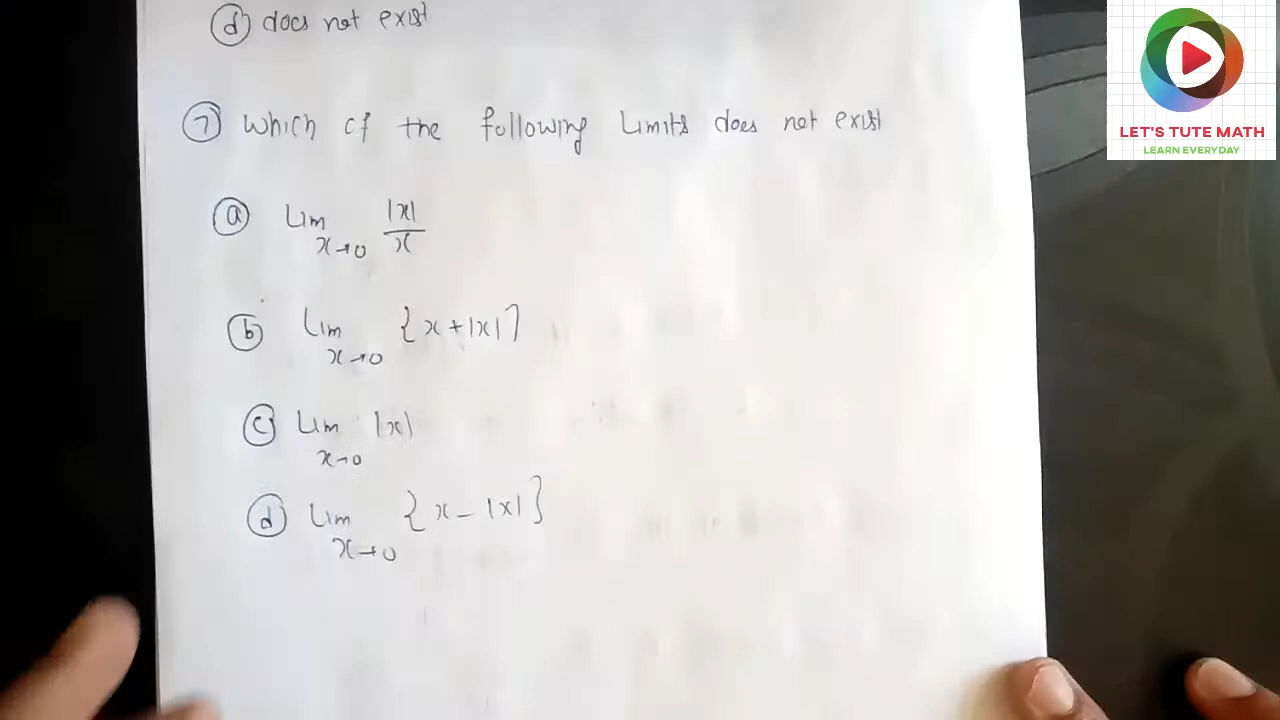 (d) does not exist
LET'S TUTE MATH
LEARN EVERYDAY
(7) Which of the following Limits does not exist
(a) Lim x→0 |x|/x
(b) Lim x→0 {x+|x|}
(c) Lim x→0 |x|
(d) Lim x→0 {x-|x|}